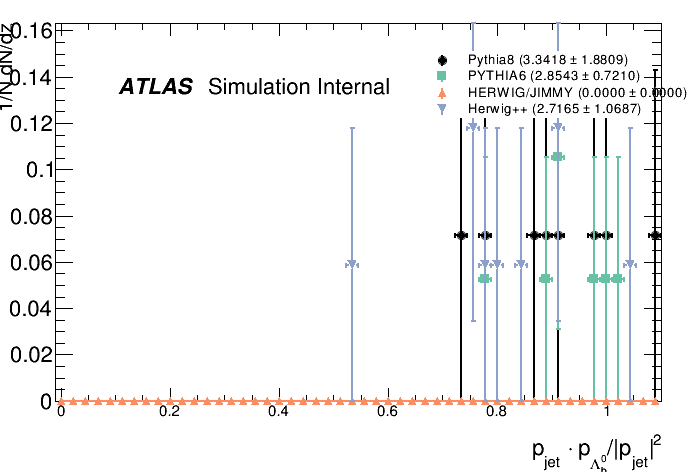 1/N dN/dz
0.16
0.14
0.12
0.1
0.08
0.06
0.04
0.02
0
ATLAS Simulation Internal
Pythia8 (3.3418 ± 1.8809)
PYTHIA6 (2.8543 ± 0.7210)
HERWIG/JIMMY (0.0000 ± 0.0000)
Herwig++ (2.7165 ± 1.0687)
0 0.2 0.4 0.6 0.8 1
p_jet · p_Λ_b^0/|p_jet|^2